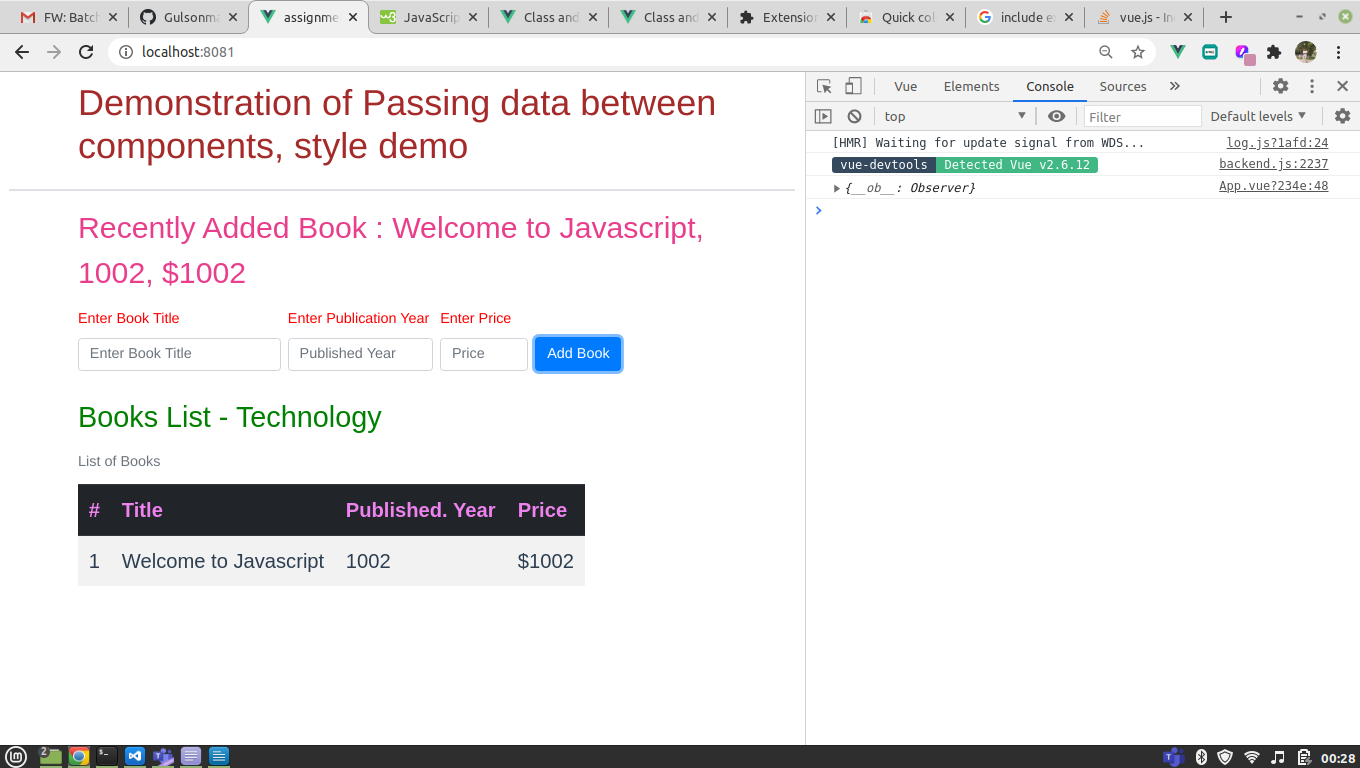 FW: Batch
Gulsonma
assignme
JavaScrip
Class and
Class and
Extension
Quick col
include e
vue.js - In
localhost:8081
Demonstration of Passing data between
components, style demo
Recently Added Book : Welcome to Javascript,
1002, $1002
Enter Book Title Enter Publication Year Enter Price
Enter Book Title Published Year Price Add Book
Books List - Technology
List of Books
# Title Published. Year Price
1 Welcome to Javascript 1002 $1002
Vue Elements Console Sources »
top Filter Default levels
[HMR] Waiting for update signal from WDS... log.js?1afd:24
vue-devtools Detected Vue v2.6.12 backend.js:2237
{__ob__: Observer} App.vue?234e:48
2
00:28